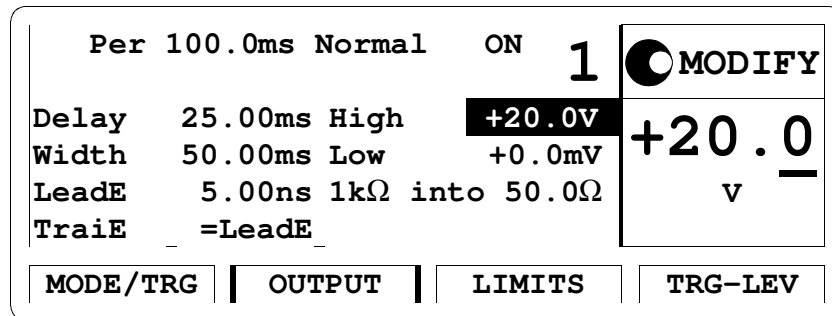 Per 100.0ms Normal ON 1
MODIFY
Delay 25.00ms High +20.0V
Width 50.00ms Low +0.0mV
LeadE 5.00ns 1kΩ into 50.0Ω
TraiE =LeadE
+20.0
V
MODE/TRG OUTPUT LIMITS TRG-LEV